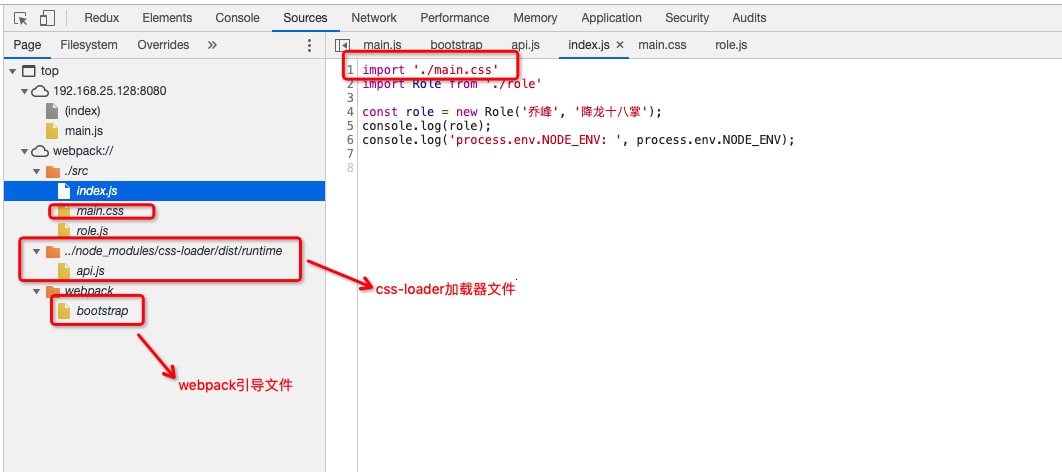 Redux Elements Console Sources Network Performance Memory Application Security Audits
Page Filesystem Overrides »
main.js bootstrap api.js index.js × main.css role.js
top
192.168.25.128:8080
(index)
main.js
webpack://
./src
index.js
main.css
role.js
../node_modules/css-loader/dist/runtime
api.js
webpack
bootstrap
1 import './main.css'
2 import Role from './role'
3
4 const role = new Role('乔峰', '降龙十八掌');
5 console.log(role);
6 console.log('process.env.NODE_ENV: ', process.env.NODE_ENV);
7
8
css-loader加载器文件
webpack引导文件